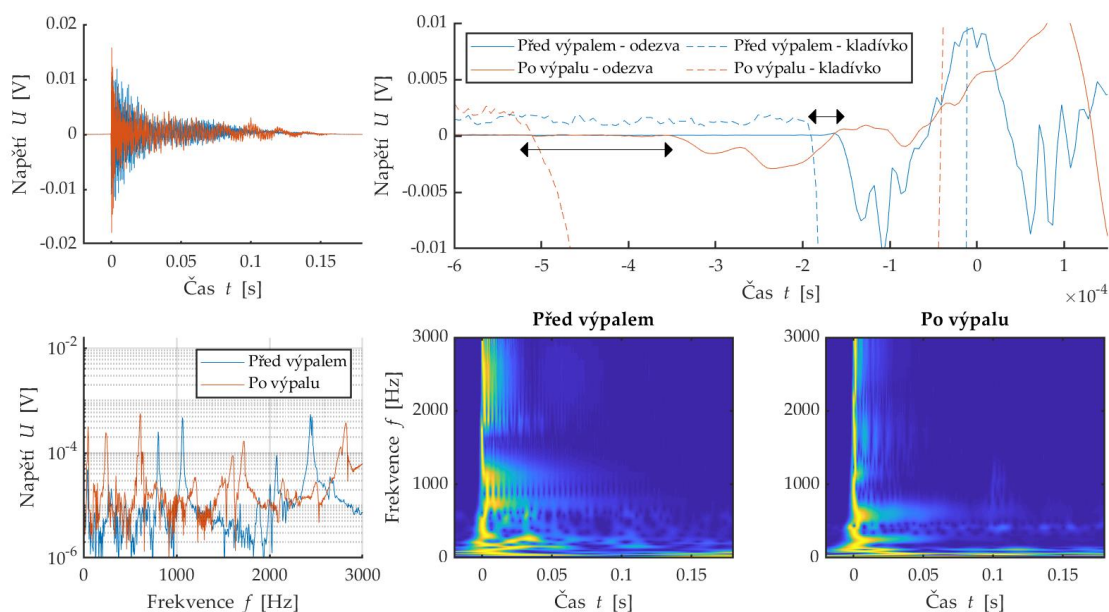 0.02
0.01
0
-0.01
-0.02
Napětí U [V]
0 0.05 0.1 0.15
Čas t [s]
0.01
0.005
0
-0.005
-0.01
Napětí U [V]
Před výpalem - odezva Před výpalem - kladívko
Po výpalu - odezva Po výpalu - kladívko
-6 -5 -4 -3 -2 -1 0 1
Čas t [s]
×10-4
10-2
10-4
10-6
Napětí U [V]
Před výpalem
Po výpalu
0 1000 2000 3000
Frekvence f [Hz]
Před výpalem
3000
2000
1000
0
Frekvence f [Hz]
0 0.05 0.1 0.15
Čas t [s]
Po výpalu
3000
2000
1000
0
0 0.05 0.1 0.15
Čas t [s]